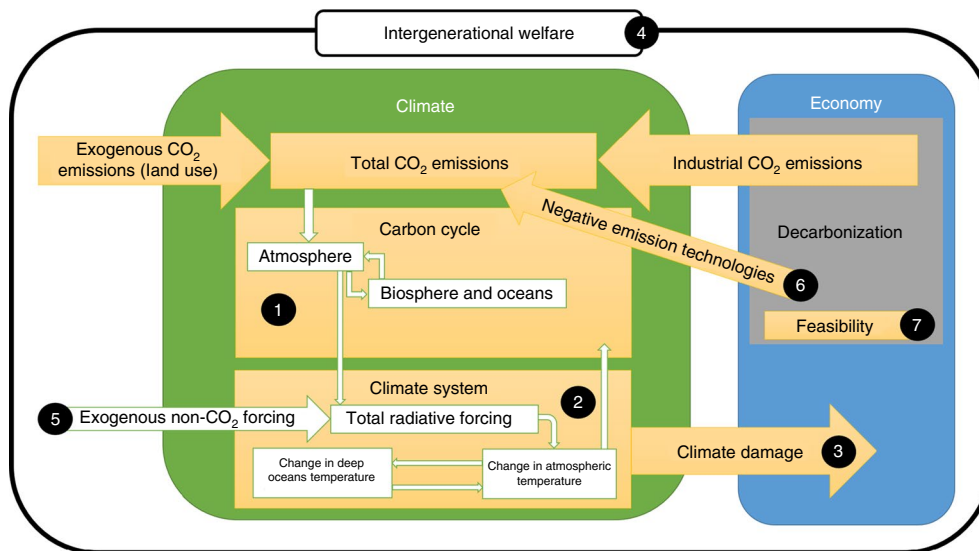 Intergenerational welfare 4
Climate
Economy
Exogenous CO₂
emissions (land use)
Total CO₂ emissions
Industrial CO₂ emissions
Negative emission technologies
6
Decarbonization
Feasibility 7
Carbon cycle
Atmosphere
Biosphere and oceans
1
Climate system
2
5 Exogenous non-CO₂ forcing
Total radiative forcing
Change in deep
oceans temperature
Change in atmospheric
temperature
Climate damage 3